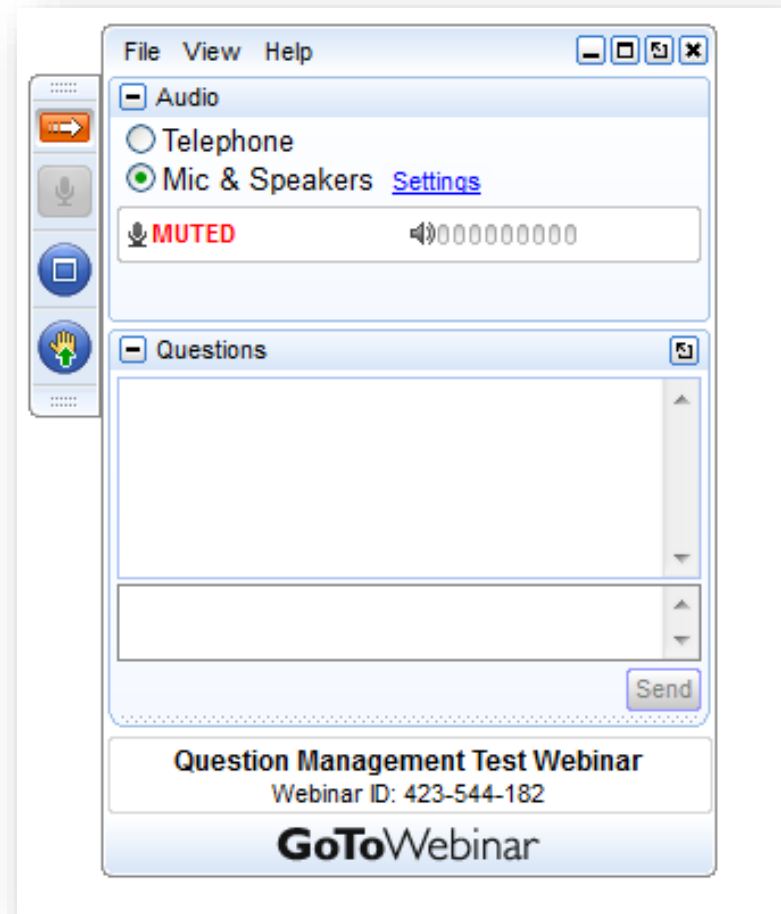 File View Help
Audio
Telephone
Mic & Speakers Settings
MUTED 000000000
Questions
Send
Question Management Test Webinar
Webinar ID: 423-544-182
GoToWebinar